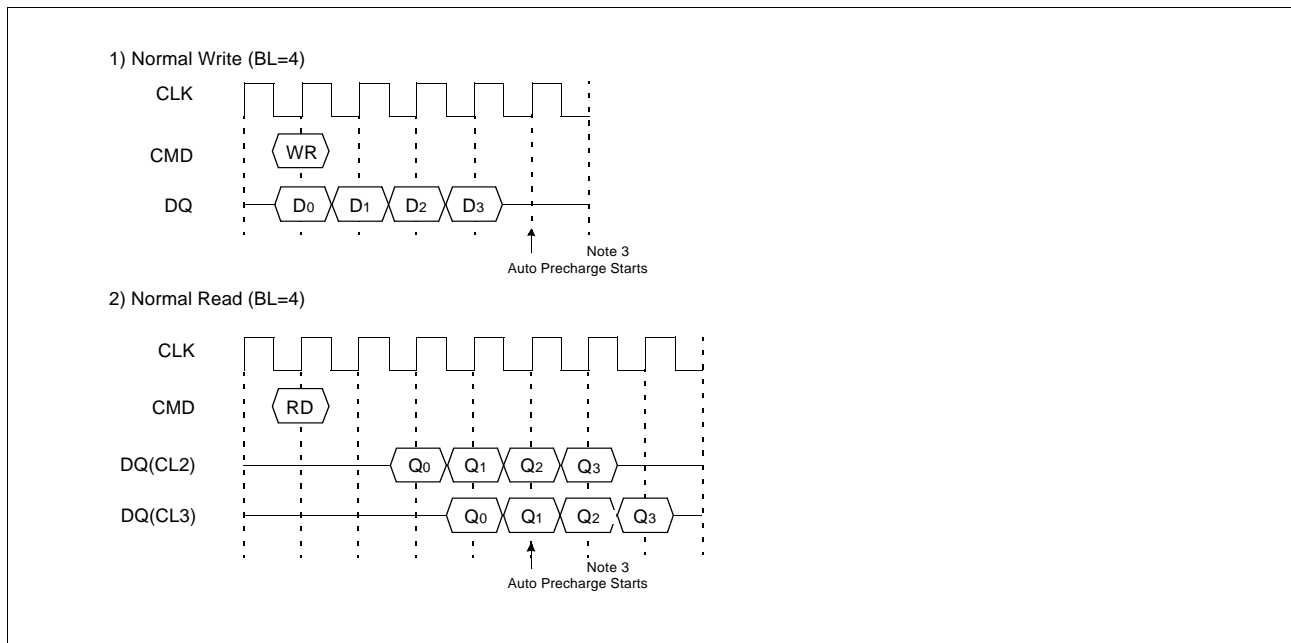 1) Normal Write (BL=4)
CLK
CMD
WR
DQ
D0 D1 D2 D3
Note 3
Auto Precharge Starts
2) Normal Read (BL=4)
CLK
CMD
RD
DQ(CL2)
Q0 Q1 Q2 Q3
DQ(CL3)
Q0 Q1 Q2 Q3
Note 3
Auto Precharge Starts